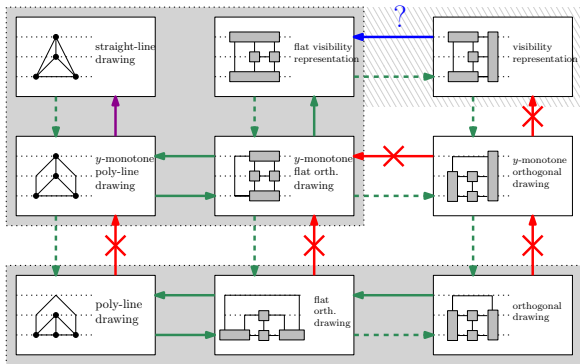 ?
straight-line
drawing
flat visibility
representation
visibility
representation
y-monotone
poly-line
drawing
y-monotone
flat orth.
drawing
y-monotone
orthogonal
drawing
poly-line
drawing
flat
orth.
drawing
orthogonal
drawing